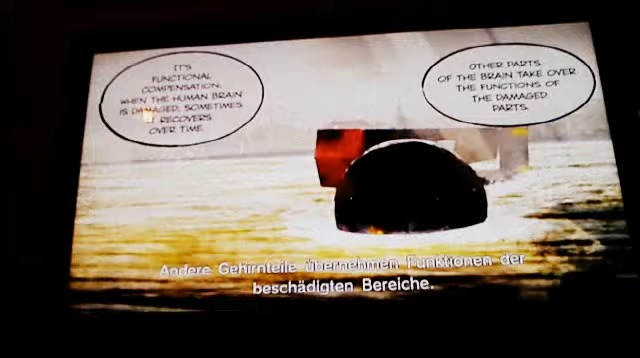 IT'S
FUNCTIONAL
COMPENSATION.
WHEN THE HUMAN BRAIN
IS DAMAGED, SOMETIMES
IT RECOVERS
OVER TIME
OTHER PARTS
OF THE BRAIN TAKE OVER
THE FUNCTIONS OF
THE DAMAGED
PARTS.
Andere Gehirnteile übernehmen Funktionen der
beschädigten Bereiche.